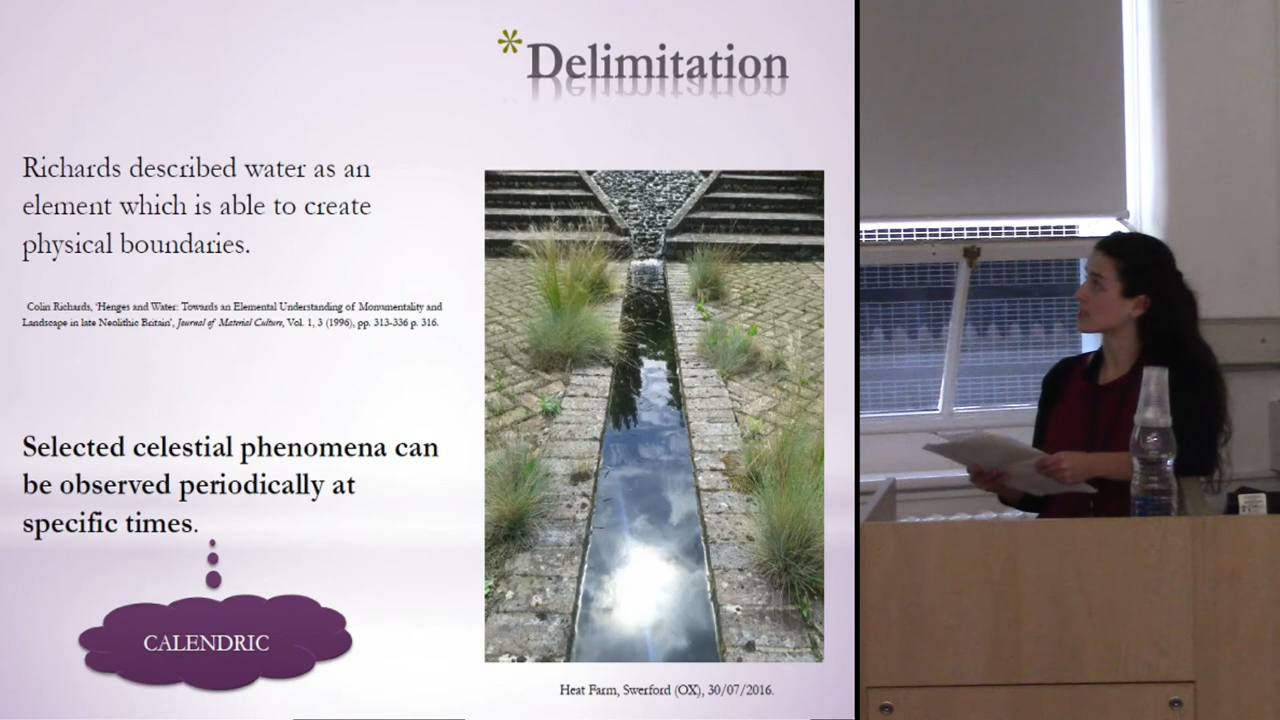 *Delimitation
Richards described water as an
element which is able to create
physical boundaries.
Colin Richards, 'Henges and Water: Towards an Elemental Understanding of Monumentality and
Landscape in late Neolithic Britain', Journal of Material Culture, Vol. 1, 3 (1996), pp. 313-336 p. 316.
Selected celestial phenomena can
be observed periodically at
specific times.
CALENDRIC
Heat Farm, Swerford (OX), 30/07/2016.